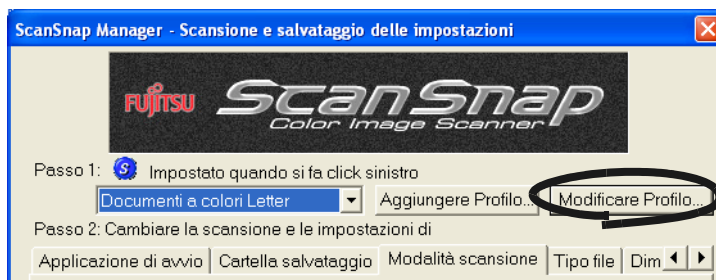 ScanSnap Manager - Scansione e salvataggio delle impostazioni
FUJITSU ScanSnap
Color Image Scanner
Passo 1: S Impostato quando si fa click sinistro
Documenti a colori Letter Aggiungere Profilo... Modificare Profilo...
Passo 2: Cambiare la scansione e le impostazioni di
Applicazione di avvio Cartella salvataggio Modalità scansione Tipo file Dim